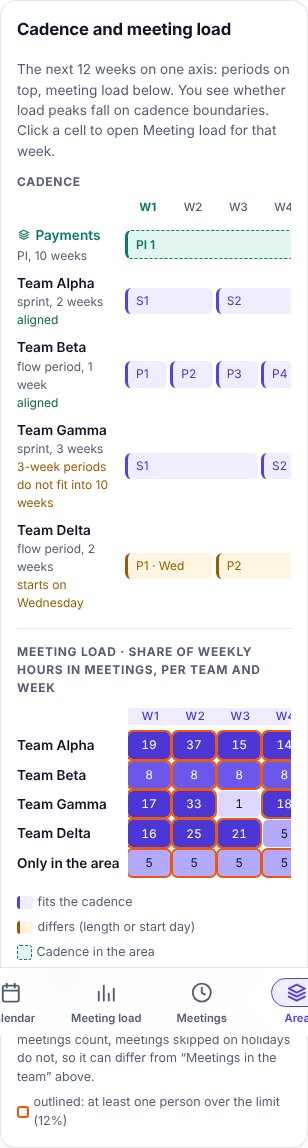 Cadence and meeting load
The next 12 weeks on one axis: periods on
top, meeting load below. You see whether
load peaks fall on cadence boundaries.
Click a cell to open Meeting load for that
week.
CADENCE
W1 W2 W3 W4
Payments
PI, 10 weeks
PI 1
Team Alpha
sprint, 2 weeks
aligned
S1 S2
Team Beta
flow period, 1
week
aligned
P1 P2 P3 P4
Team Gamma
sprint, 3 weeks
3-week periods
do not fit into 10
weeks
S1 S2
Team Delta
flow period, 2
weeks
starts on
Wednesday
P1 · Wed P2
MEETING LOAD · SHARE OF WEEKLY
HOURS IN MEETINGS, PER TEAM AND
WEEK
W1 W2 W3 W4
Team Alpha 19 37 15 14
Team Beta 8 8 8 8
Team Gamma 17 33 1 18
Team Delta 16 25 21 5
Only in the area 5 5 5 5
fits the cadence
differs (length or start day)
Cadence in the area
lendar Meeting load Meetings Area
meetings count, meetings skipped on holidays
do not, so it can differ from “Meetings in the
team” above.
outlined: at least one person over the limit
(12%)